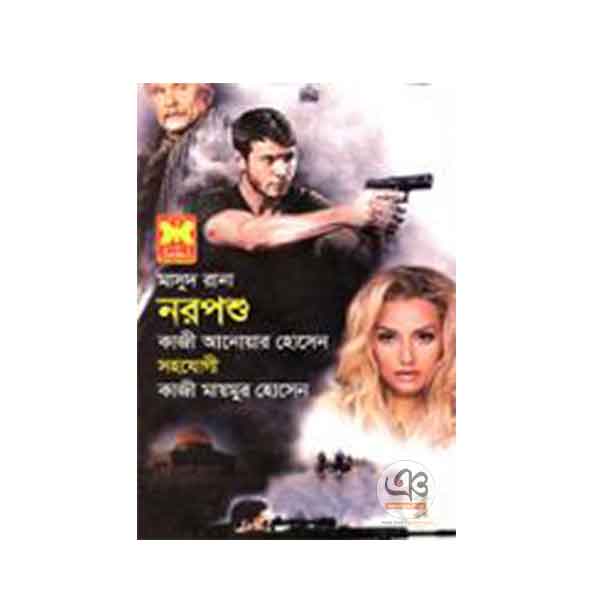 মাসুদ রানা
নরপশু
কাজী আনোয়ার হোসেন
সহযোগী
কাজী মায়মুর হোসেন